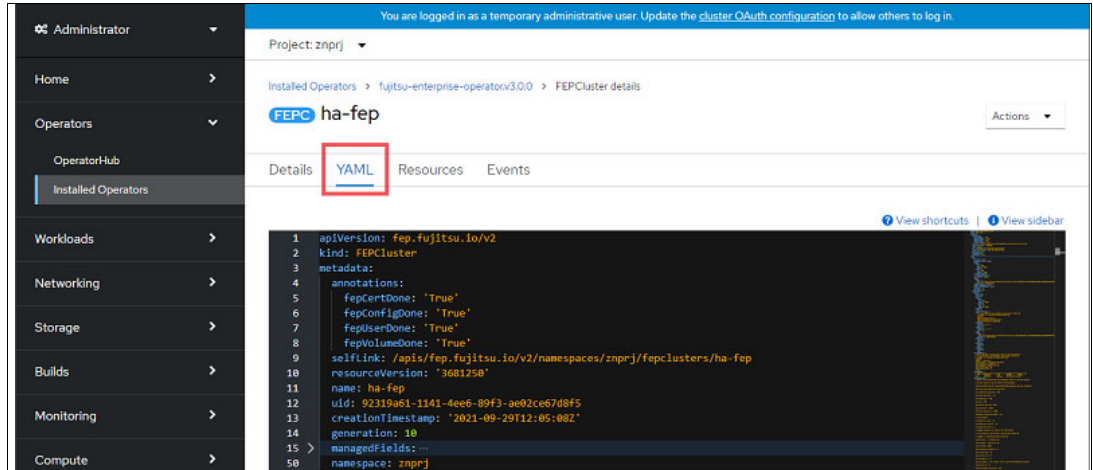 You are logged in as a temporary administrative user. Update the cluster OAuth configuration to allow others to log in.
Administrator
Home
Operators
OperatorHub
Installed Operators
Workloads
Networking
Storage
Builds
Monitoring
Compute
Project: znprj
Installed Operators > fujitsu-enterprise-operator.v3.0.0 > FEPCluster details
FEPC ha-fep
Actions
Details YAML Resources Events
View shortcuts | View sidebar
1 apiVersion: fep.fujitsu.io/v2
2 kind: FEPCluster
3 metadata:
4 annotations:
5 fepCertDone: 'True'
6 fepConfigDone: 'True'
7 fepUserDone: 'True'
8 fepVolumeDone: 'True'
9 selfLink: /apis/fep.fujitsu.io/v2/namespaces/znprj/fepclusters/ha-fep
10 resourceVersion: '3681250'
11 name: ha-fep
12 uid: 92319a61-1141-4ee6-89f3-ae02ce67d8f5
13 creationTimestamp: '2021-09-29T12:05:08Z'
14 generation: 10
15 > managedFields: ...
50 namespace: znprj